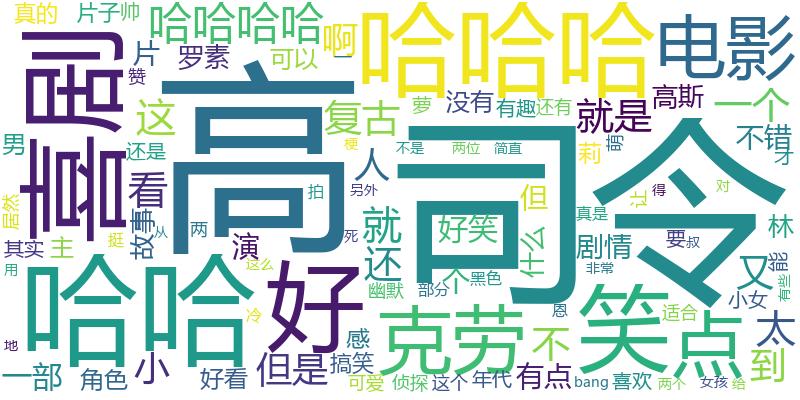 真的
片子
帅
哈哈哈哈
啊
哈哈哈
电影
喜剧
片
罗素
可以
一
赞
高
司
令
这
复古
萝
没有
有趣
还有
就是
高斯
一个
男
还是
看
人
梗
不是
两位
简直
莉
萌
不错
牙
居然
另外
但
让
得
对
故事
从
两
拍
就
好笑
什么
真是
要
叔
林
其实
主
挺
演
死
还
剧情
又
能
用
这么
个
黑色
非常
有些
哈哈
好
幽默
部分
恩
笑
小女
地
冷
克劳
点
适合
太
感
不
到
一部
角色
小
好看
但是
搞笑
可爱
侦探
这个
年代
有点
bang
喜欢
两个
女孩
给